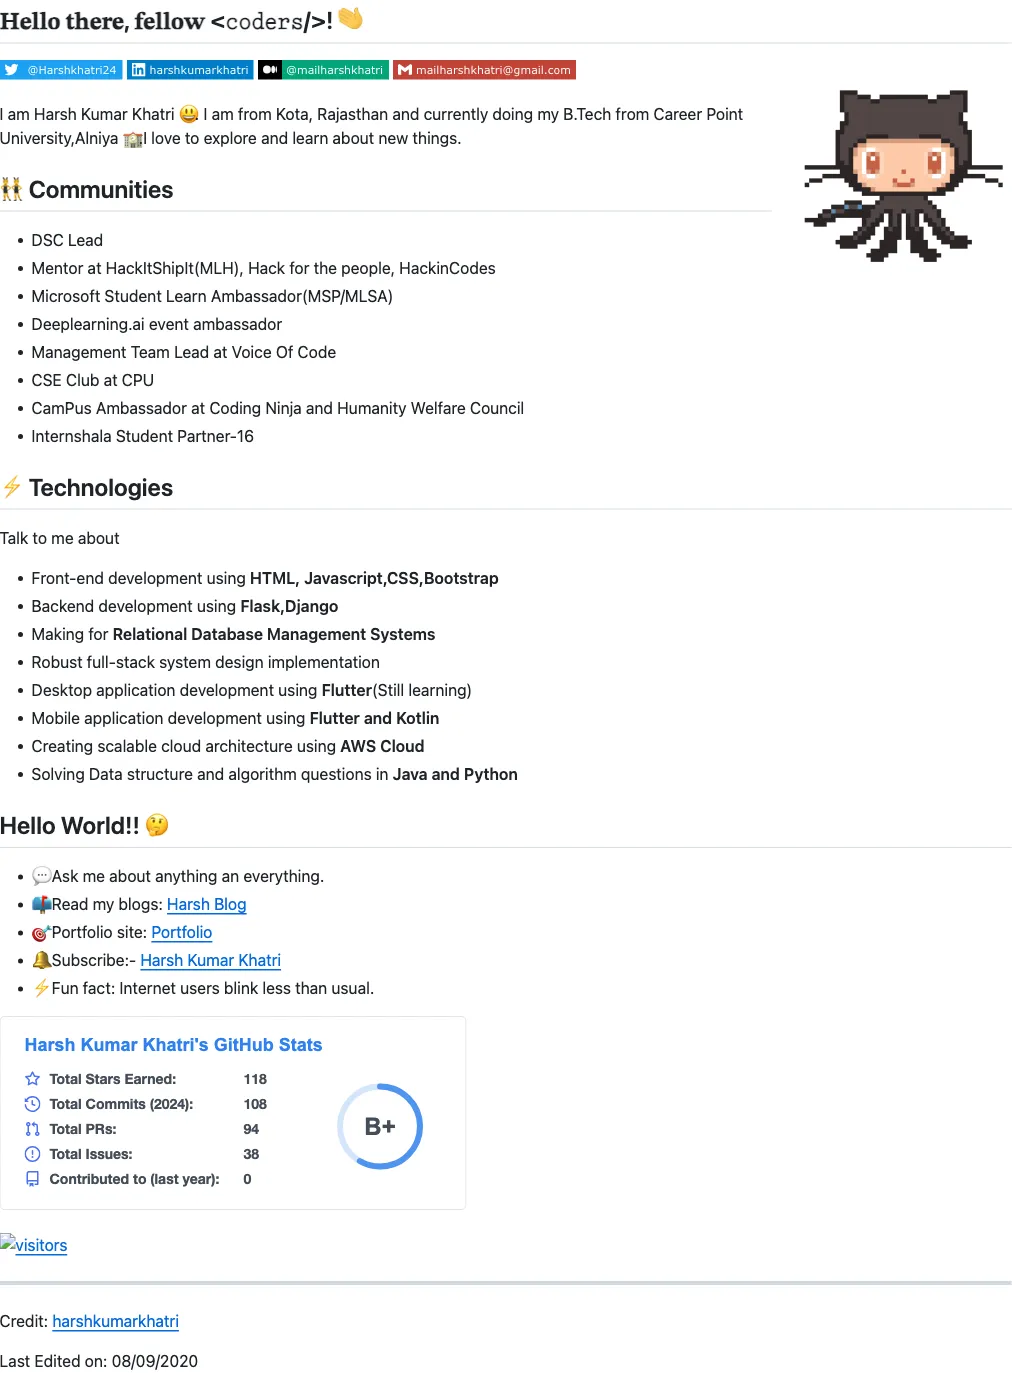 Hello there, fellow <coders/>! 👋
@Harshkhatri24 harshkumarkhatri @mailharshkhatri mailharshkhatri@gmail.com
I am Harsh Kumar Khatri 😃. I am from Kota, Rajasthan and currently doing my B.Tech from Career Point
University,Alniya 🏫I love to explore and learn about new things.
👯 Communities
• DSC Lead
• Mentor at HackItShipIt(MLH), Hack for the people, HackinCodes
• Microsoft Student Learn Ambassador(MSP/MLSA)
• Deeplearning.ai event ambassador
• Management Team Lead at Voice Of Code
• CSE Club at CPU
• CamPus Ambassador at Coding Ninja and Humanity Welfare Council
• Internshala Student Partner-16
⚡ Technologies
Talk to me about
• Front-end development using HTML, Javascript,CSS,Bootstrap
• Backend development using Flask,Django
• Making for Relational Database Management Systems
• Robust full-stack system design implementation
• Desktop application development using Flutter(Still learning)
• Mobile application development using Flutter and Kotlin
• Creating scalable cloud architecture using AWS Cloud
• Solving Data structure and algorithm questions in Java and Python
Hello World!! 🤔
• 💬Ask me about anything an everything.
• 📫Read my blogs: Harsh Blog
• 🎯Portfolio site: Portfolio
• 🔔Subscribe:- Harsh Kumar Khatri
• ⚡Fun fact: Internet users blink less than usual.
Harsh Kumar Khatri's GitHub Stats
Total Stars Earned: 118
Total Commits (2024): 108
Total PRs: 94
Total Issues: 38
Contributed to (last year): 0
B+
visitors
Credit: harshkumarkhatri
Last Edited on: 08/09/2020